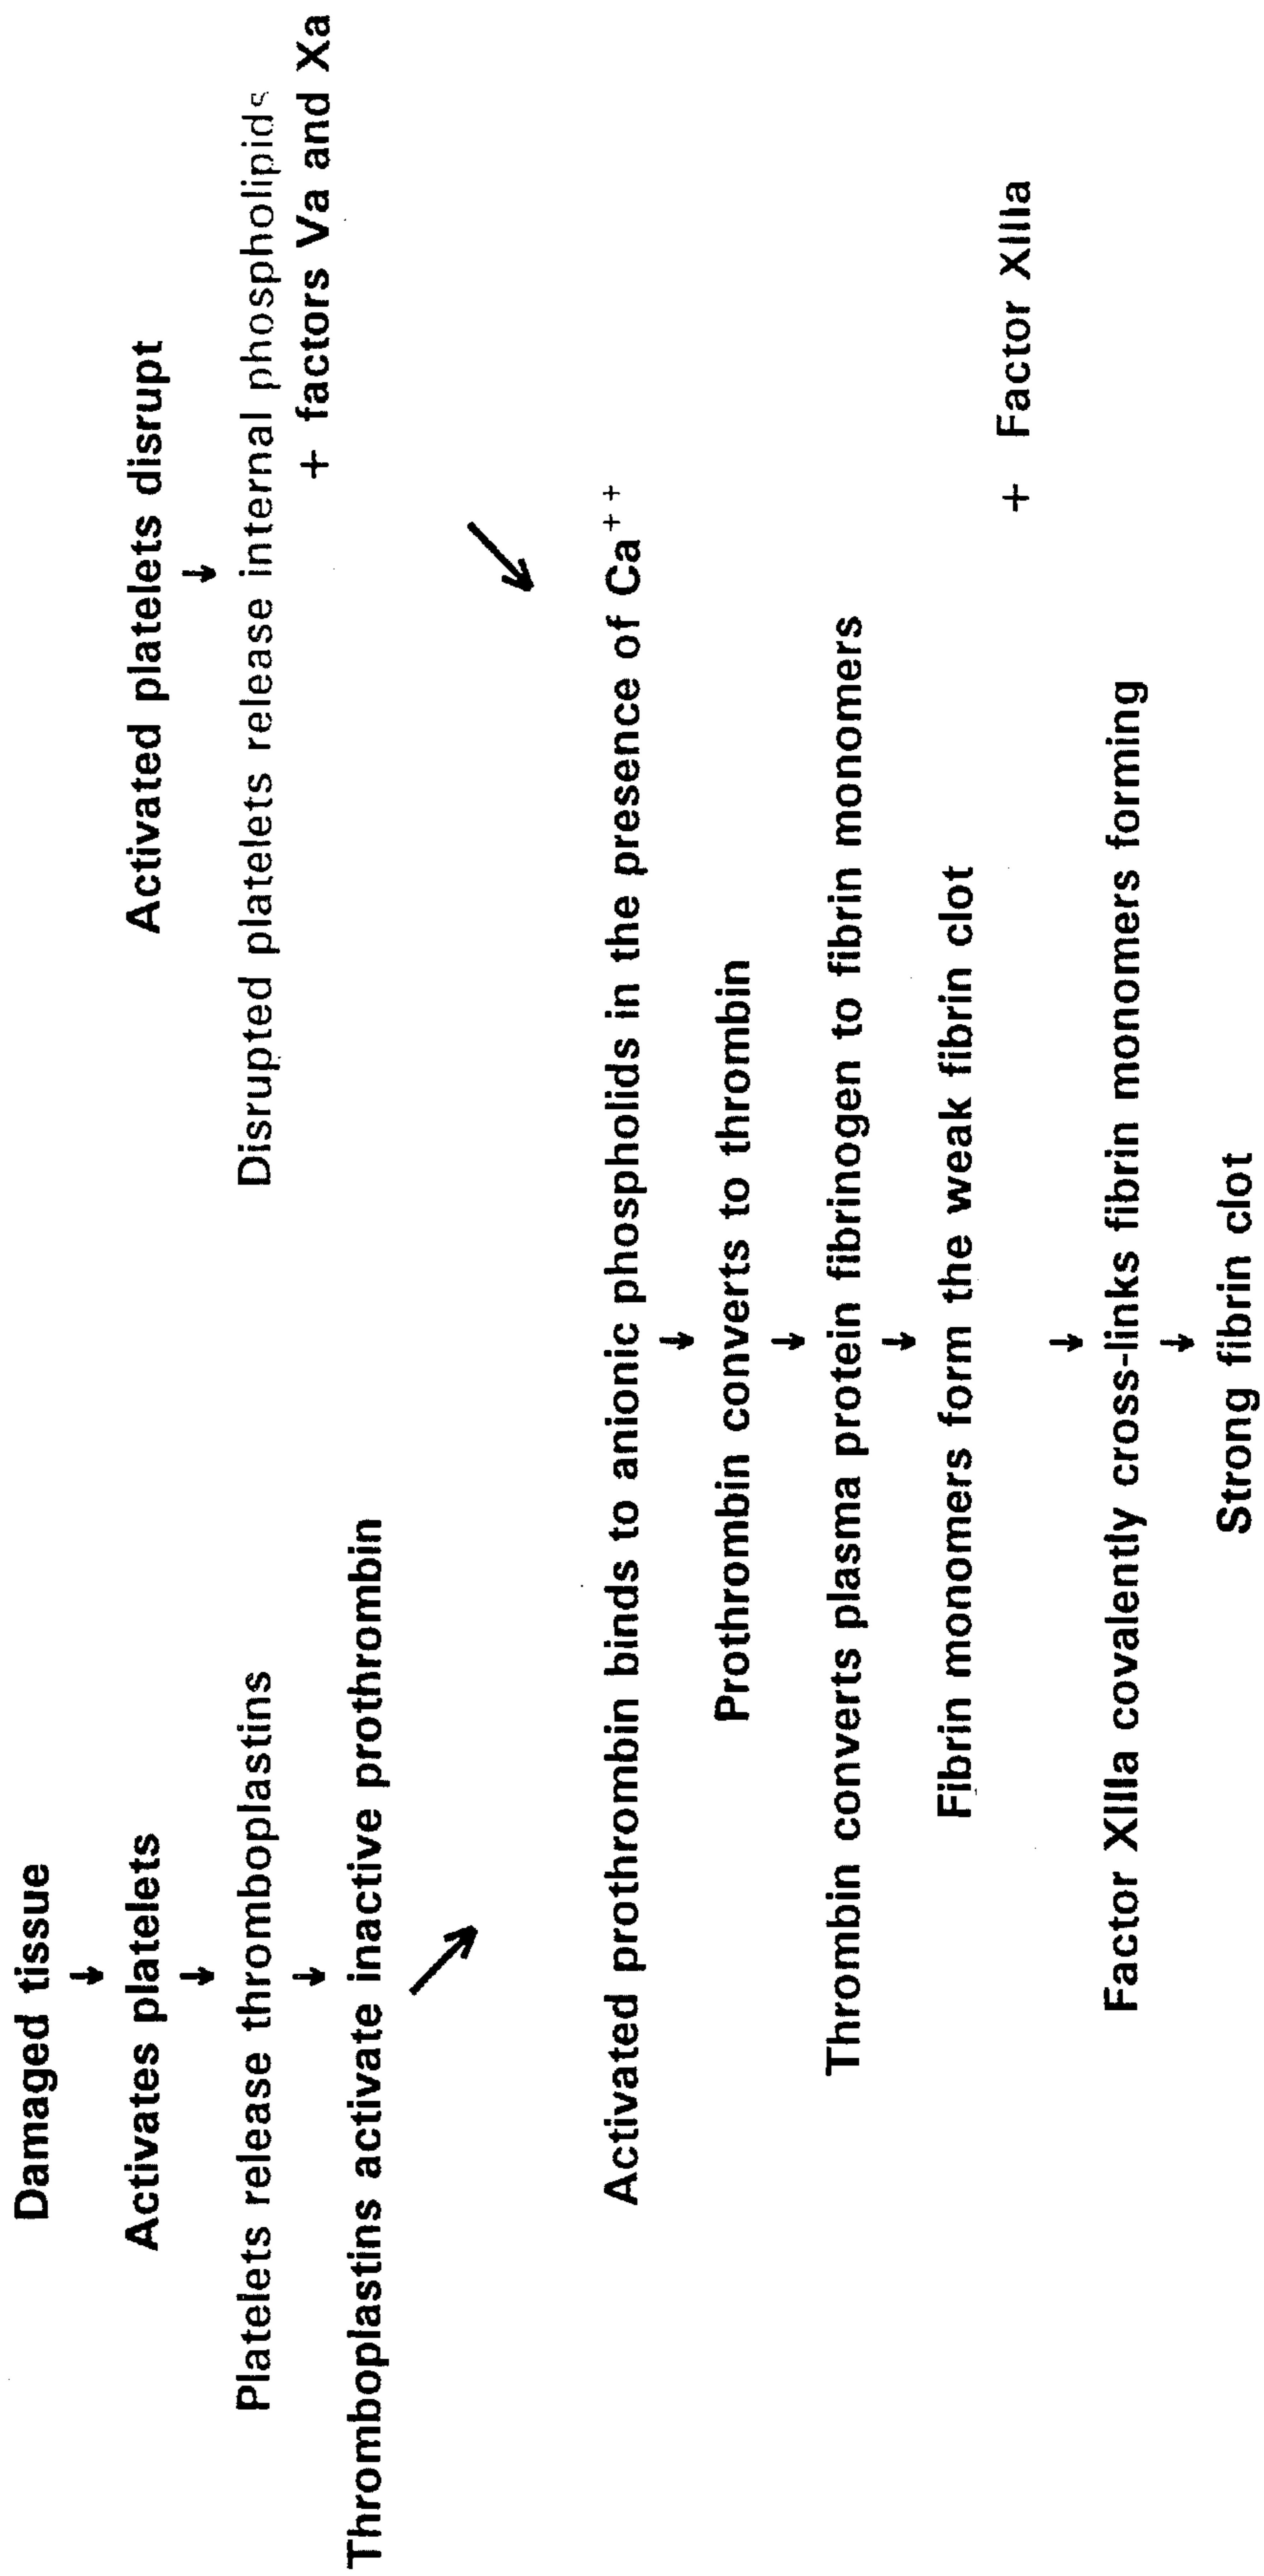 Damaged tissue
↓
Activates platelets
↓
Platelets release thromboplastins
↓
Thromboplastins activate inactive prothrombin
Activated platelets disrupt
↓
Disrupted platelets release internal phospholipids
+ factors Va and Xa
Activated prothrombin binds to anionic phospholids in the presence of Ca⁺⁺
↓
Prothrombin converts to thrombin
↓
Thrombin converts plasma protein fibrinogen to fibrin monomers
↓
Fibrin monomers form the weak fibrin clot
+ Factor XIIIa
↓
Factor XIIIa covalently cross-links fibrin monomers forming
↓
Strong fibrin clot